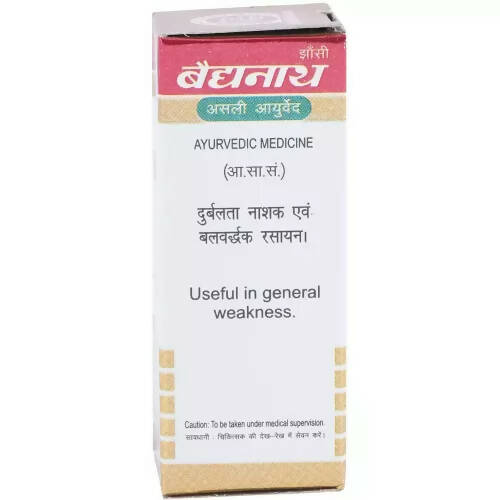 झाँसी
बैद्यनाथ
असली आयुर्वेद
AYURVEDIC MEDICINE
(आ.सा.सं.)
दुर्बलता नाशक एवं
बलवर्द्धक रसायन।
Useful in general
weakness.
Caution: To be taken under medical supervision.
सावधानी : चिकित्सक की देख-रेख में सेवन करें।